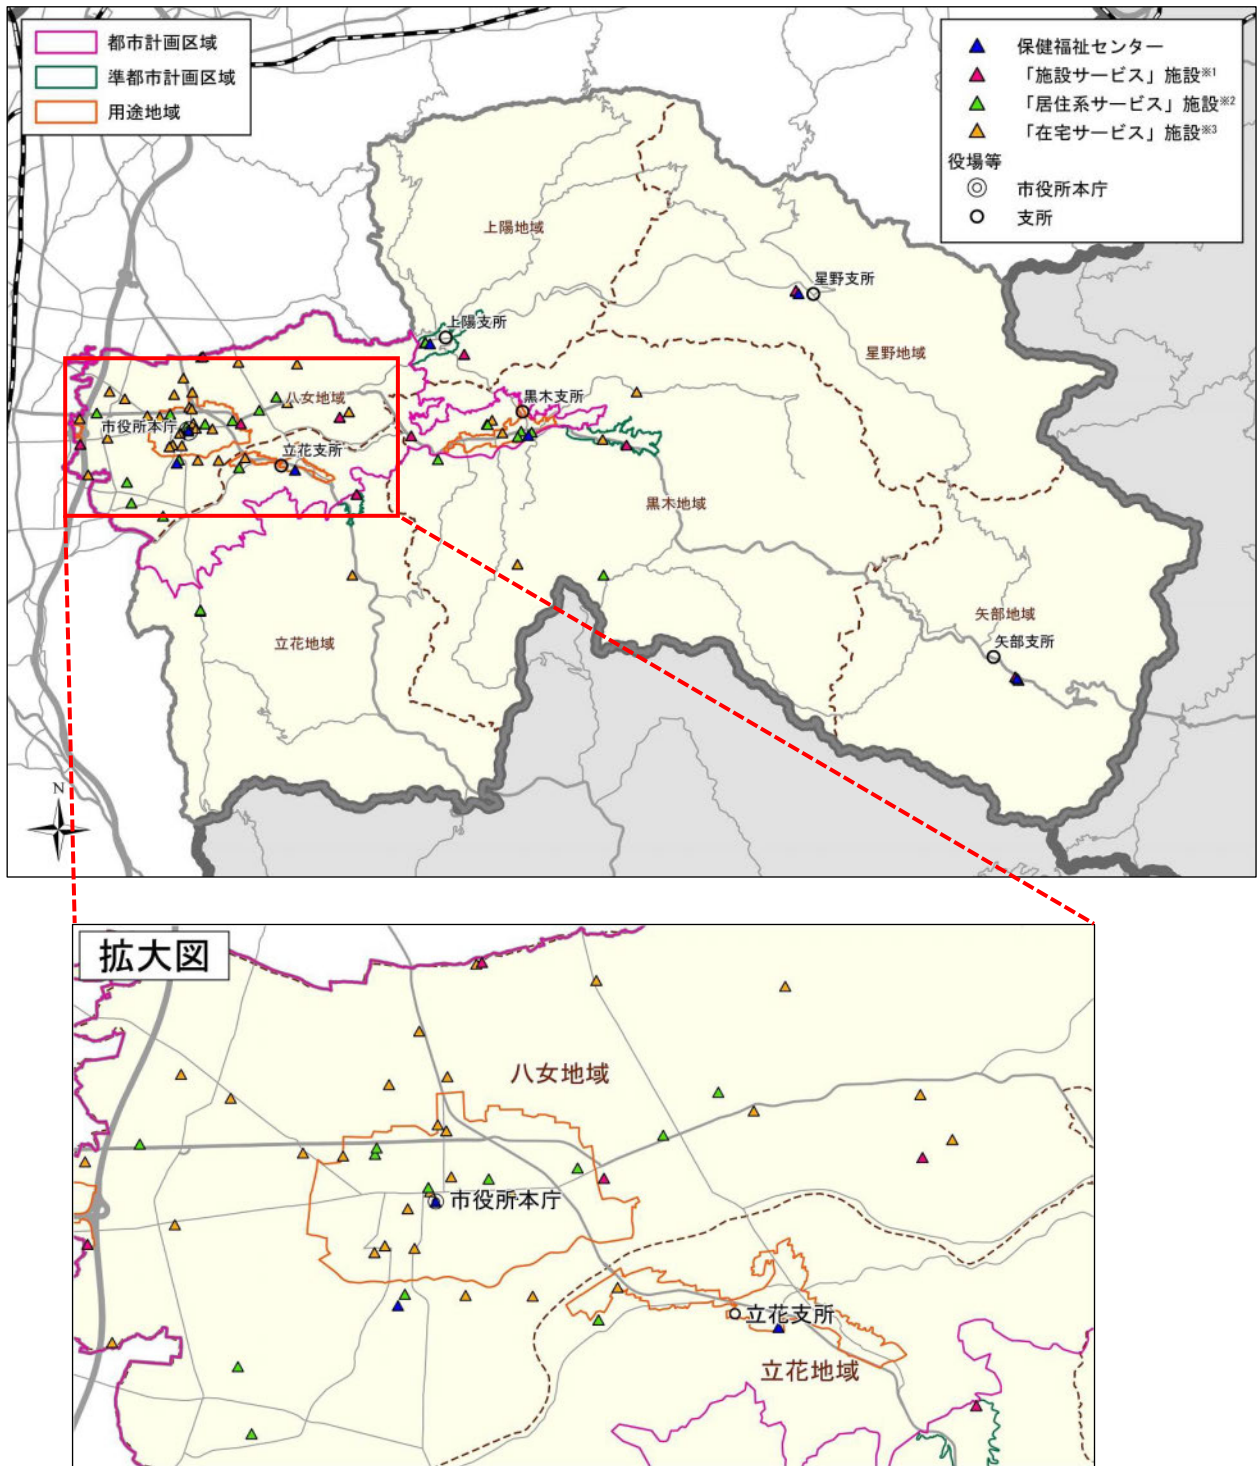 都市計画区域
準都市計画区域
用途地域
保健福祉センター
「施設サービス」施設※1
「居住系サービス」施設※2
「在宅サービス」施設※3
役場等
市役所本庁
支所
上陽地域
星野支所
上陽支所
星野地域
黒木支所
八女地域
市役所本庁
立花支所
黒木地域
矢部地域
立花地域
矢部支所
N
拡大図
八女地域
市役所本庁
立花支所
立花地域